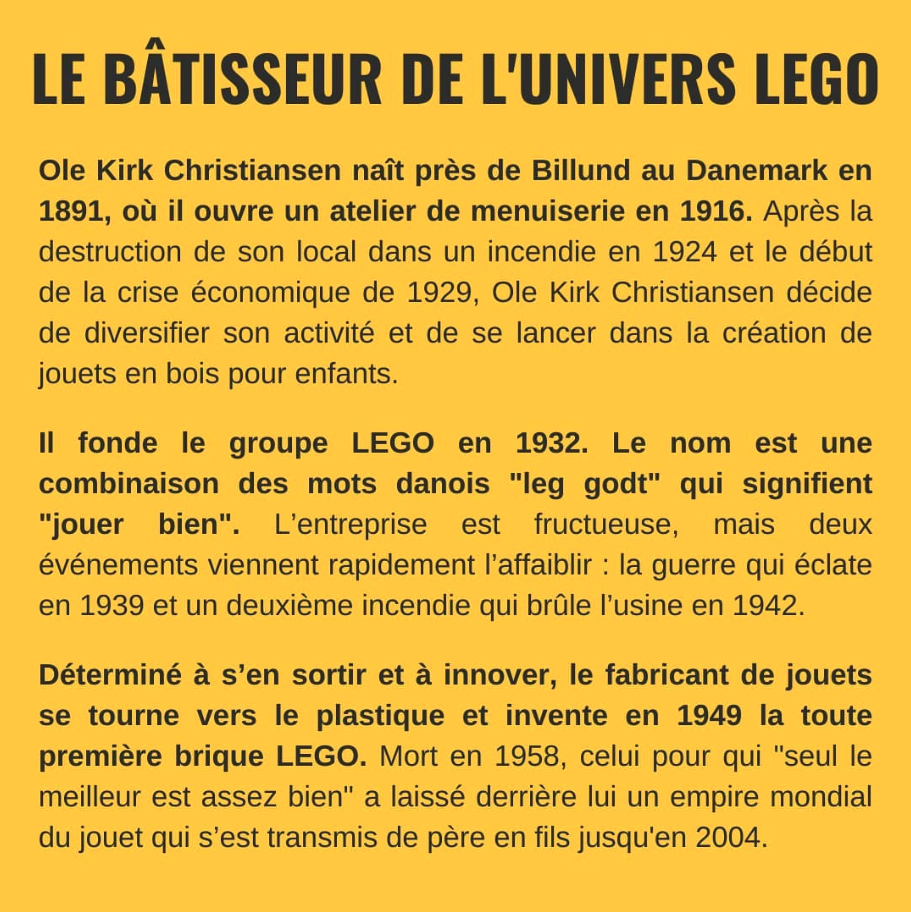 LE BÂTISSEUR DE L'UNIVERS LEGO
Ole Kirk Christiansen naît près de Billund au Danemark en
1891, où il ouvre un atelier de menuiserie en 1916. Après la
destruction de son local dans un incendie en 1924 et le début
de la crise économique de 1929, Ole Kirk Christiansen décide
de diversifier son activité et de se lancer dans la création de
jouets en bois pour enfants.
Il fonde le groupe LEGO en 1932. Le nom est une
combinaison des mots danois "leg godt" qui signifient
"jouer bien". L’entreprise est fructueuse, mais deux
événements viennent rapidement l’affaiblir : la guerre qui éclate
en 1939 et un deuxième incendie qui brûle l’usine en 1942.
Déterminé à s’en sortir et à innover, le fabricant de jouets
se tourne vers le plastique et invente en 1949 la toute
première brique LEGO. Mort en 1958, celui pour qui "seul le
meilleur est assez bien" a laissé derrière lui un empire mondial
du jouet qui s’est transmis de père en fils jusqu'en 2004.